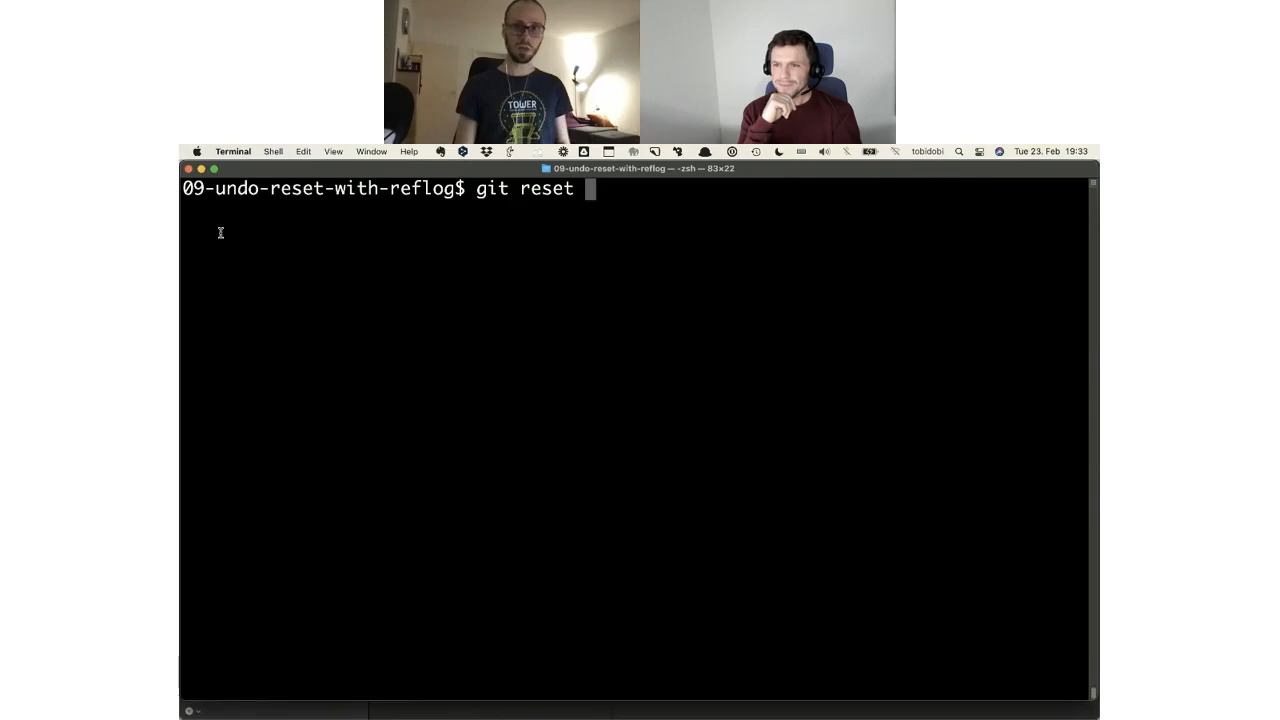 TOWER
Terminal Shell Edit View Window Help tobidobi Tue 23. Feb 19:33
09-undo-reset-with-reflog — -zsh — 83×22
09-undo-reset-with-reflog$ git reset